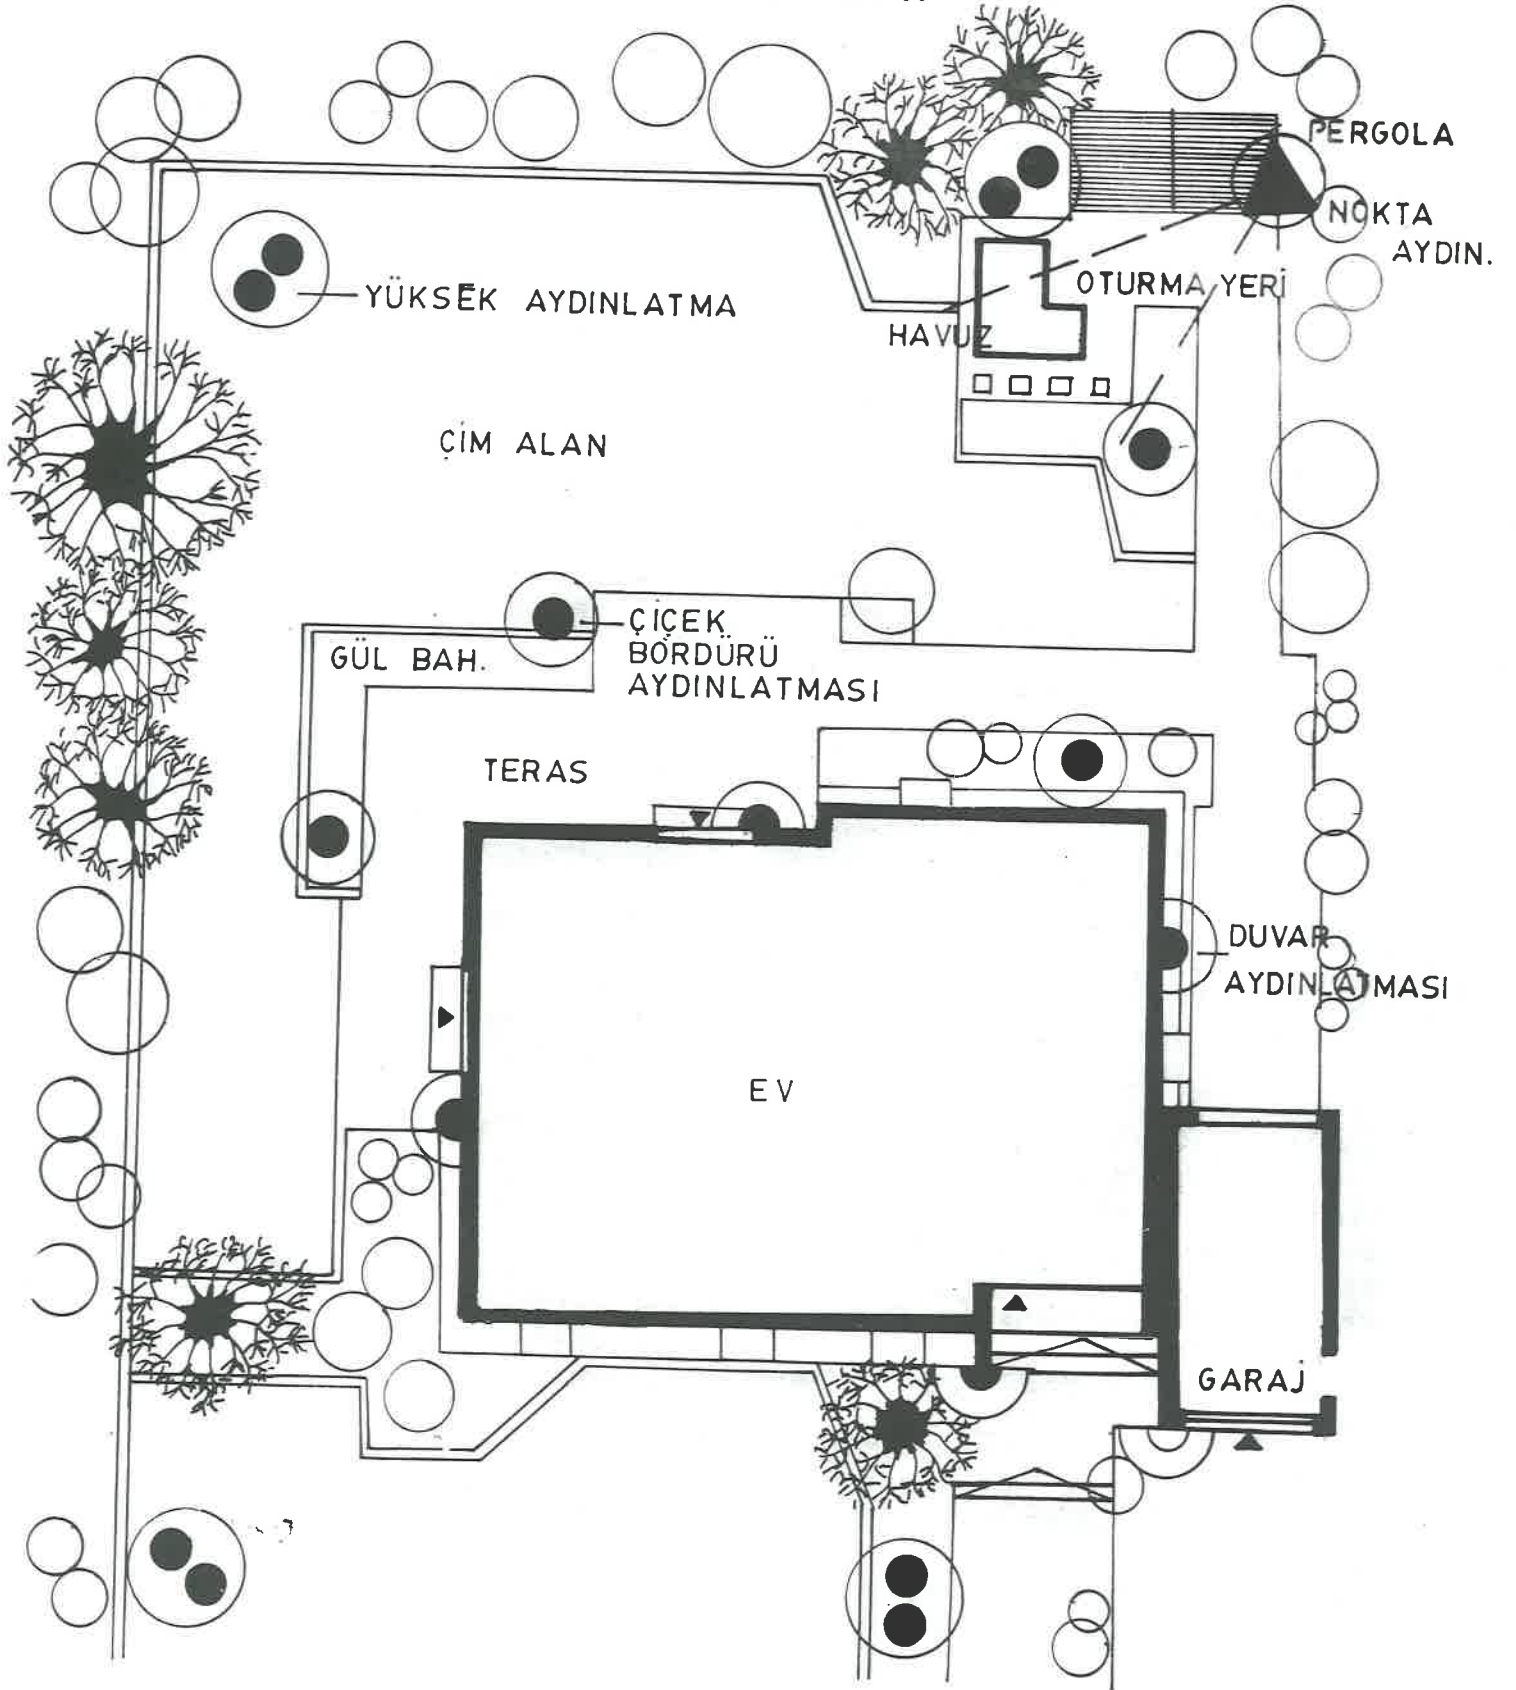 PERGOLA
NOKTA
AYDIN.
YÜKSEK AYDINLATMA
OTURMA YERİ
HAVUZ
ÇİM ALAN
ÇİÇEK
BORDÜRÜ
AYDINLATMASI
GÜL BAH.
TERAS
DUVAR
AYDINLATMASI
EV
GARAJ